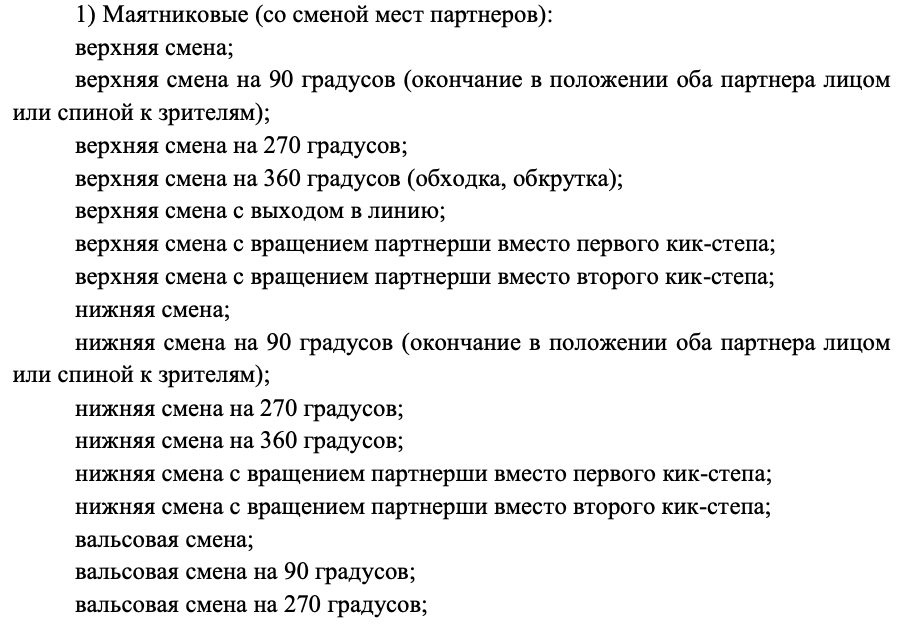 1) Маятниковые (со сменой мест партнеров):
верхняя смена;
верхняя смена на 90 градусов (окончание в положении оба партнера лицом
или спиной к зрителям);
верхняя смена на 270 градусов;
верхняя смена на 360 градусов (обходка, обкрутка);
верхняя смена с выходом в линию;
верхняя смена с вращением партнерши вместо первого кик-степа;
верхняя смена с вращением партнерши вместо второго кик-степа;
нижняя смена;
нижняя смена на 90 градусов (окончание в положении оба партнера лицом
или спиной к зрителям);
нижняя смена на 270 градусов;
нижняя смена на 360 градусов;
нижняя смена с вращением партнерши вместо первого кик-степа;
нижняя смена с вращением партнерши вместо второго кик-степа;
вальсовая смена;
вальсовая смена на 90 градусов;
вальсовая смена на 270 градусов;